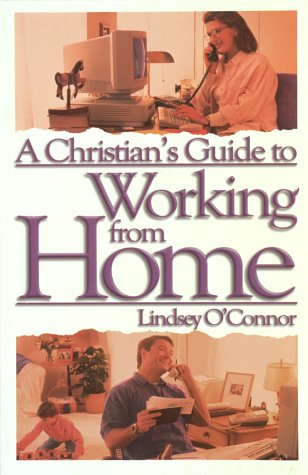 A Christian's Guide to
Working
from
Home
Lindsey O'Connor